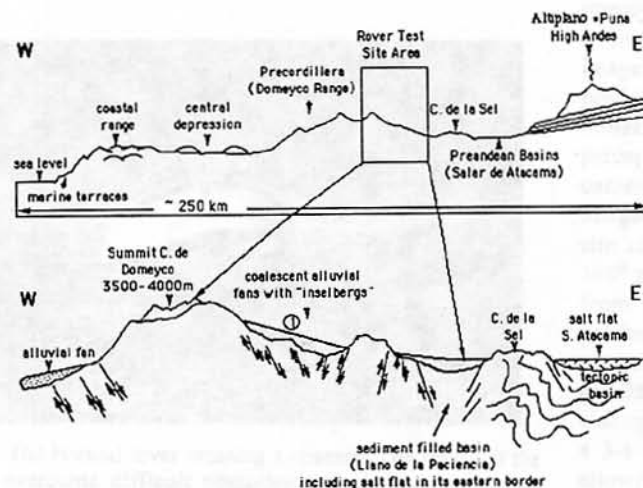 W
Rover Test
Site Area
Altiplano +Puna
High Andes
E
Precordillera
(Domeyco Range)
coastal
range
central
depression
C. de la Sel
sea level
Preandean Basins
(Salar de Atacama)
marine terraces
~ 250 km
W
Summit C. de
Domeyco
3500-4000m
coalescent alluvial
fans with "inselbergs"
E
C. de la
Sel
salt flat
S. Atacama
1
alluvial fan
tectopic
basin
sediment filled basin
(Llano de la Paciencia)
including salt flat in its eastern border